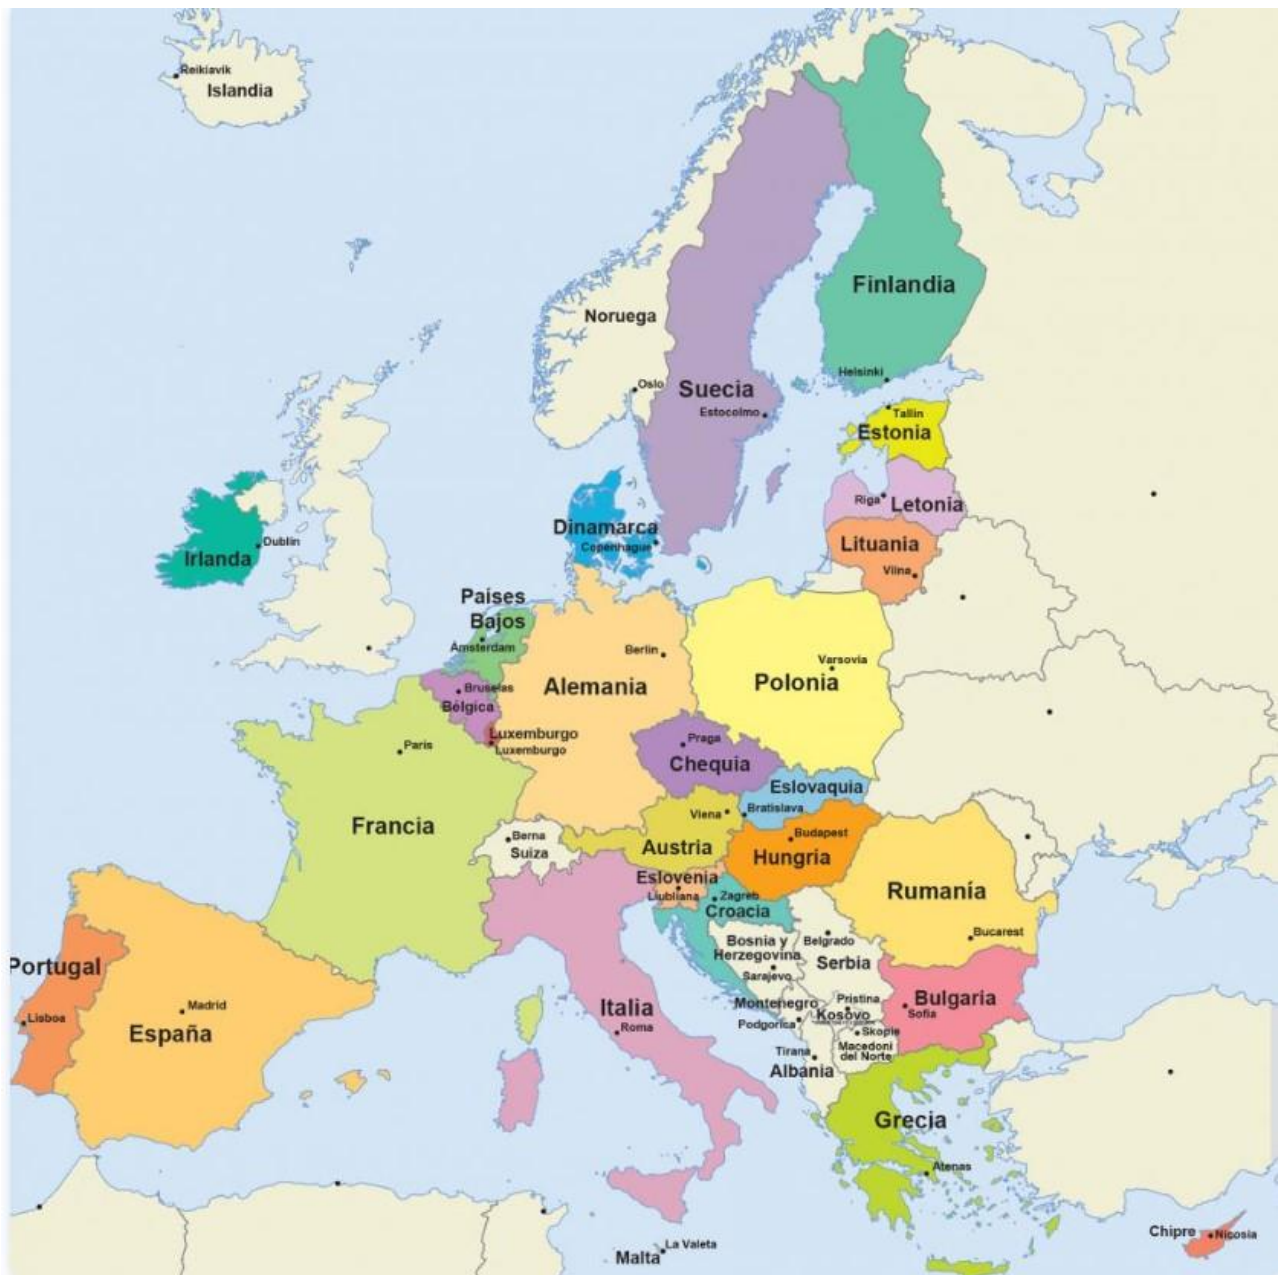 Reikiavik
Islandia
Finlandia
Noruega
Helsinki
Oslo
Suecia
Estocolmo
Tallin
Estonia
Riga
Letonia
Dinamarca
Copenhague
Lituania
Vilna
Dublín
Irlanda
Países
Bajos
Ámsterdam
Berlín
Varsovia
Polonia
Alemania
Bruselas
Bélgica
Luxemburgo
Luxemburgo
París
Praga
Chequia
Eslovaquia
Bratislava
Viena
Austria
Francia
Berna
Suiza
Budapest
Hungría
Eslovenia
Liubliana
Zagreb
Croacia
Rumanía
Bucarest
Bosnia y
Herzegovina
Sarajevo
Belgrado
Serbia
Portugal
Lisboa
Madrid
España
Italia
Roma
Montenegro
Podgorica
Pristina
Kosovo
Bulgaria
Sofía
Skopie
Macedoni
del Norte
Tirana
Albania
Grecia
Atenas
La Valeta
Malta
Chipre
Nicosia